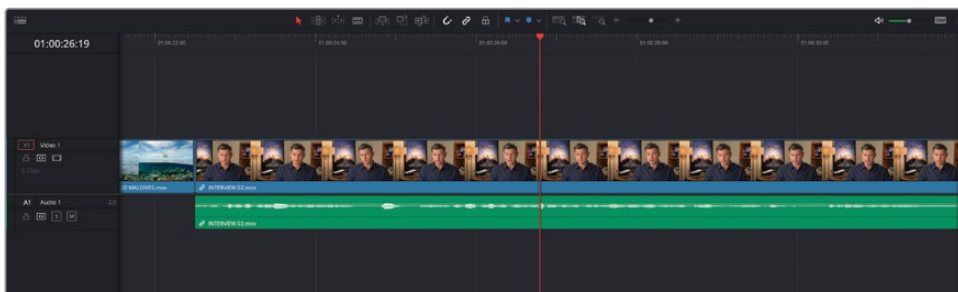 01:00:26:19
01:00:22:00
01:00:24:00
01:00:26:00
01:00:28:00
01:00:30:00
V1 Video 1
MALDIVES.mov
INTERVIEW 02.mov
A1 Audio 1 2.0
S M
INTERVIEW 02.mov